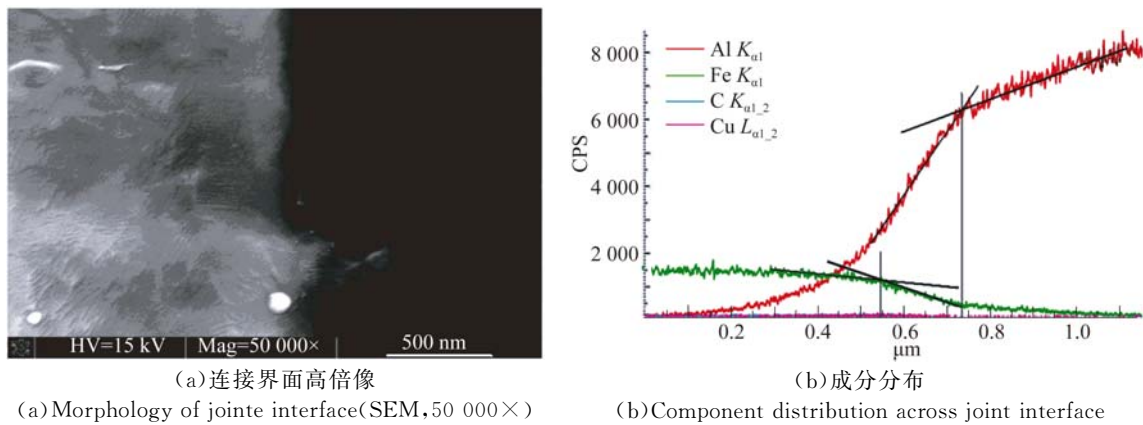 HV=15 kV Mag=50 000× 500 nm
(a)连接界面高倍像
(a)Morphology of jointe interface(SEM,50 000×)
8 000
6 000
4 000
2 000
CPS
Al Kα1
Fe Kα1
C Kα1_2
Cu Lα1_2
0.2 0.4 0.6 0.8 1.0
μm
(b)成分分布
(b)Component distribution across joint interface